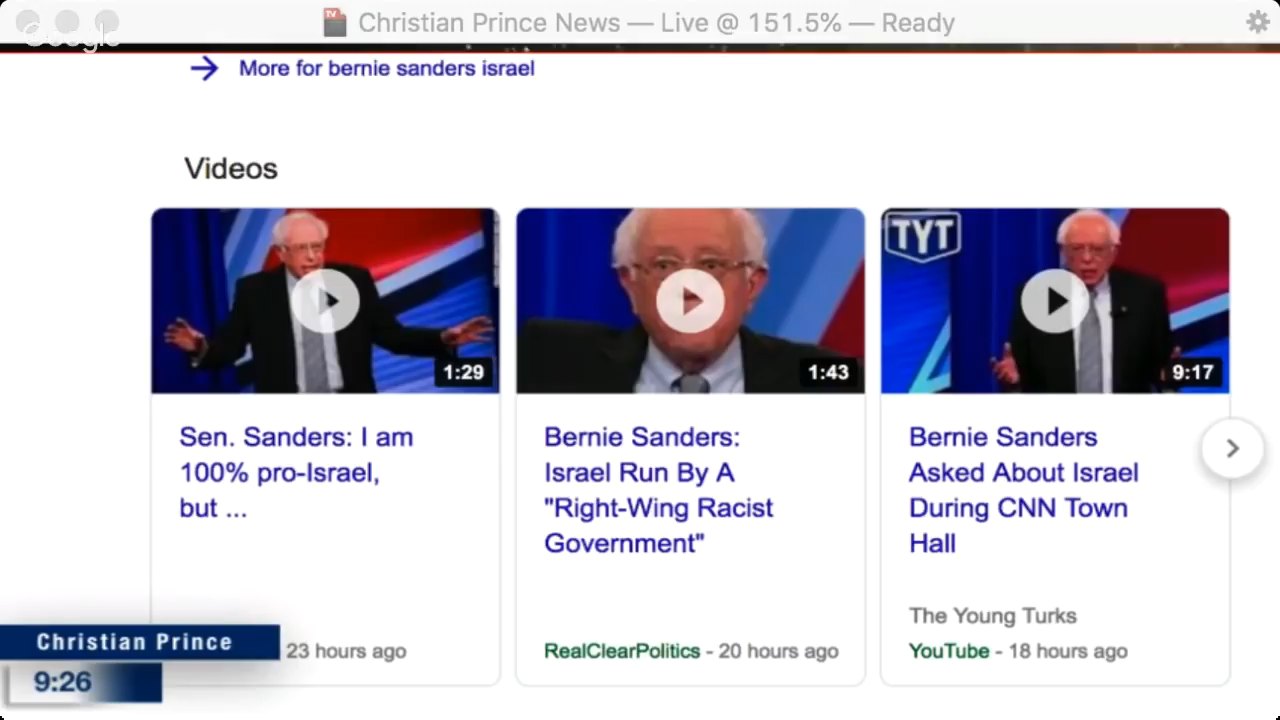 Christian Prince News — Live @ 151.5% — Ready
Google
More for bernie sanders israel
Videos
TYT
1:29
1:43
9:17
Sen. Sanders: I am
100% pro-Israel,
but ...
23 hours ago
Bernie Sanders:
Israel Run By A
"Right-Wing Racist
Government"
RealClearPolitics - 20 hours ago
Bernie Sanders
Asked About Israel
During CNN Town
Hall
The Young Turks
YouTube - 18 hours ago
Christian Prince
9:26